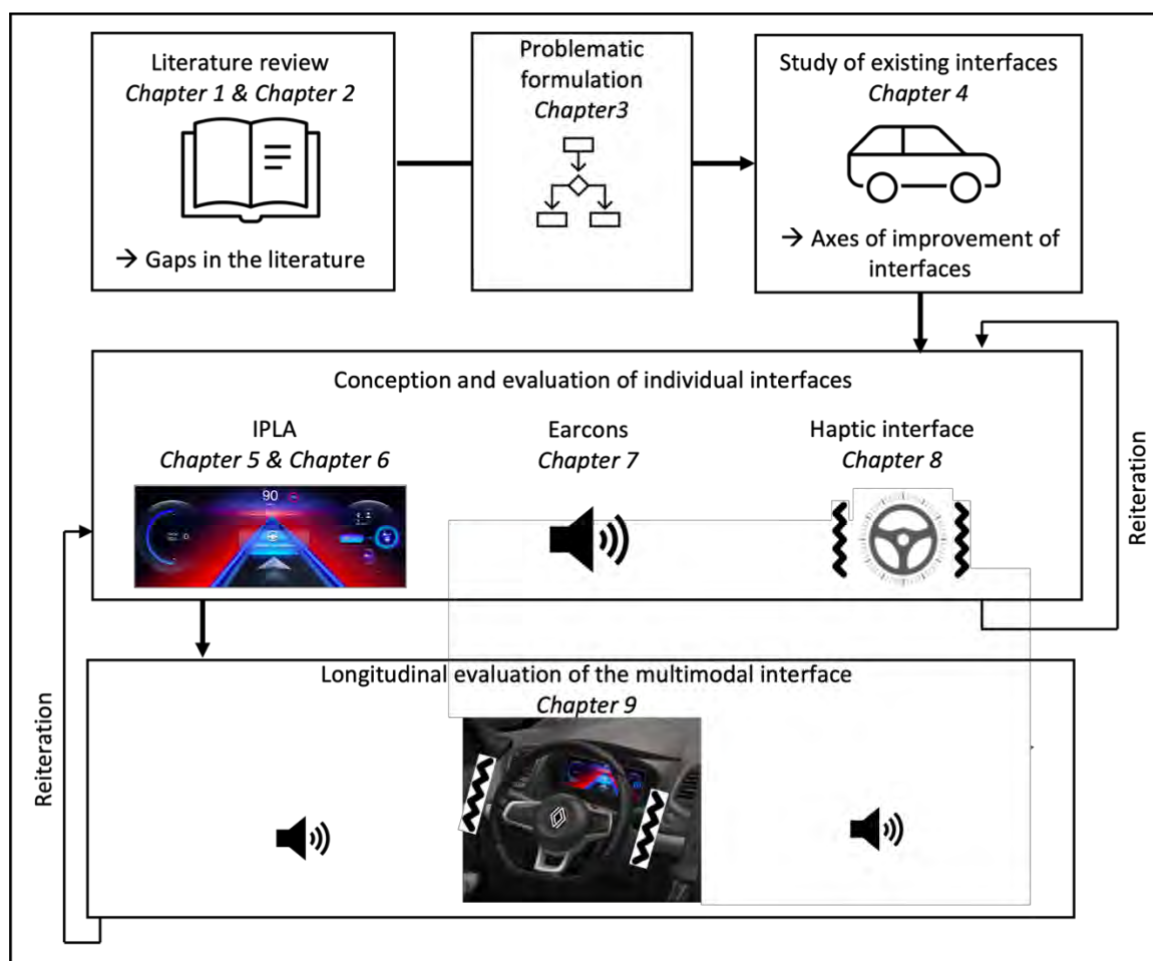 Literature review
Chapter 1 & Chapter 2
→ Gaps in the literature
Problematic
formulation
Chapter3
Study of existing interfaces
Chapter 4
→ Axes of improvement of
interfaces
Conception and evaluation of individual interfaces
IPLA
Chapter 5 & Chapter 6
90
Earcons
Chapter 7
Haptic interface
Chapter 8
Reiteration
Longitudinal evaluation of the multimodal interface
Chapter 9
Reiteration